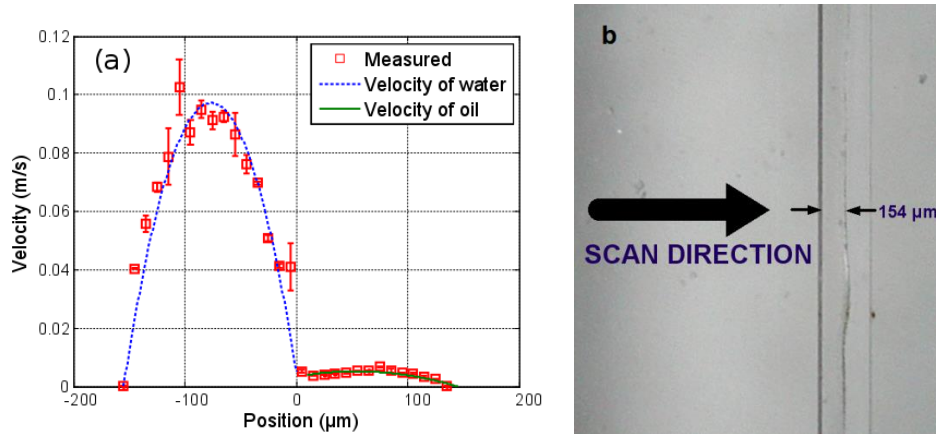 (a)
Measured
Velocity of water
Velocity of oil
0.12
0.1
0.08
0.06
0.04
0.02
0
Velocity (m/s)
-200
-100
0
100
200
Position (µm)
b
154 µm
SCAN DIRECTION